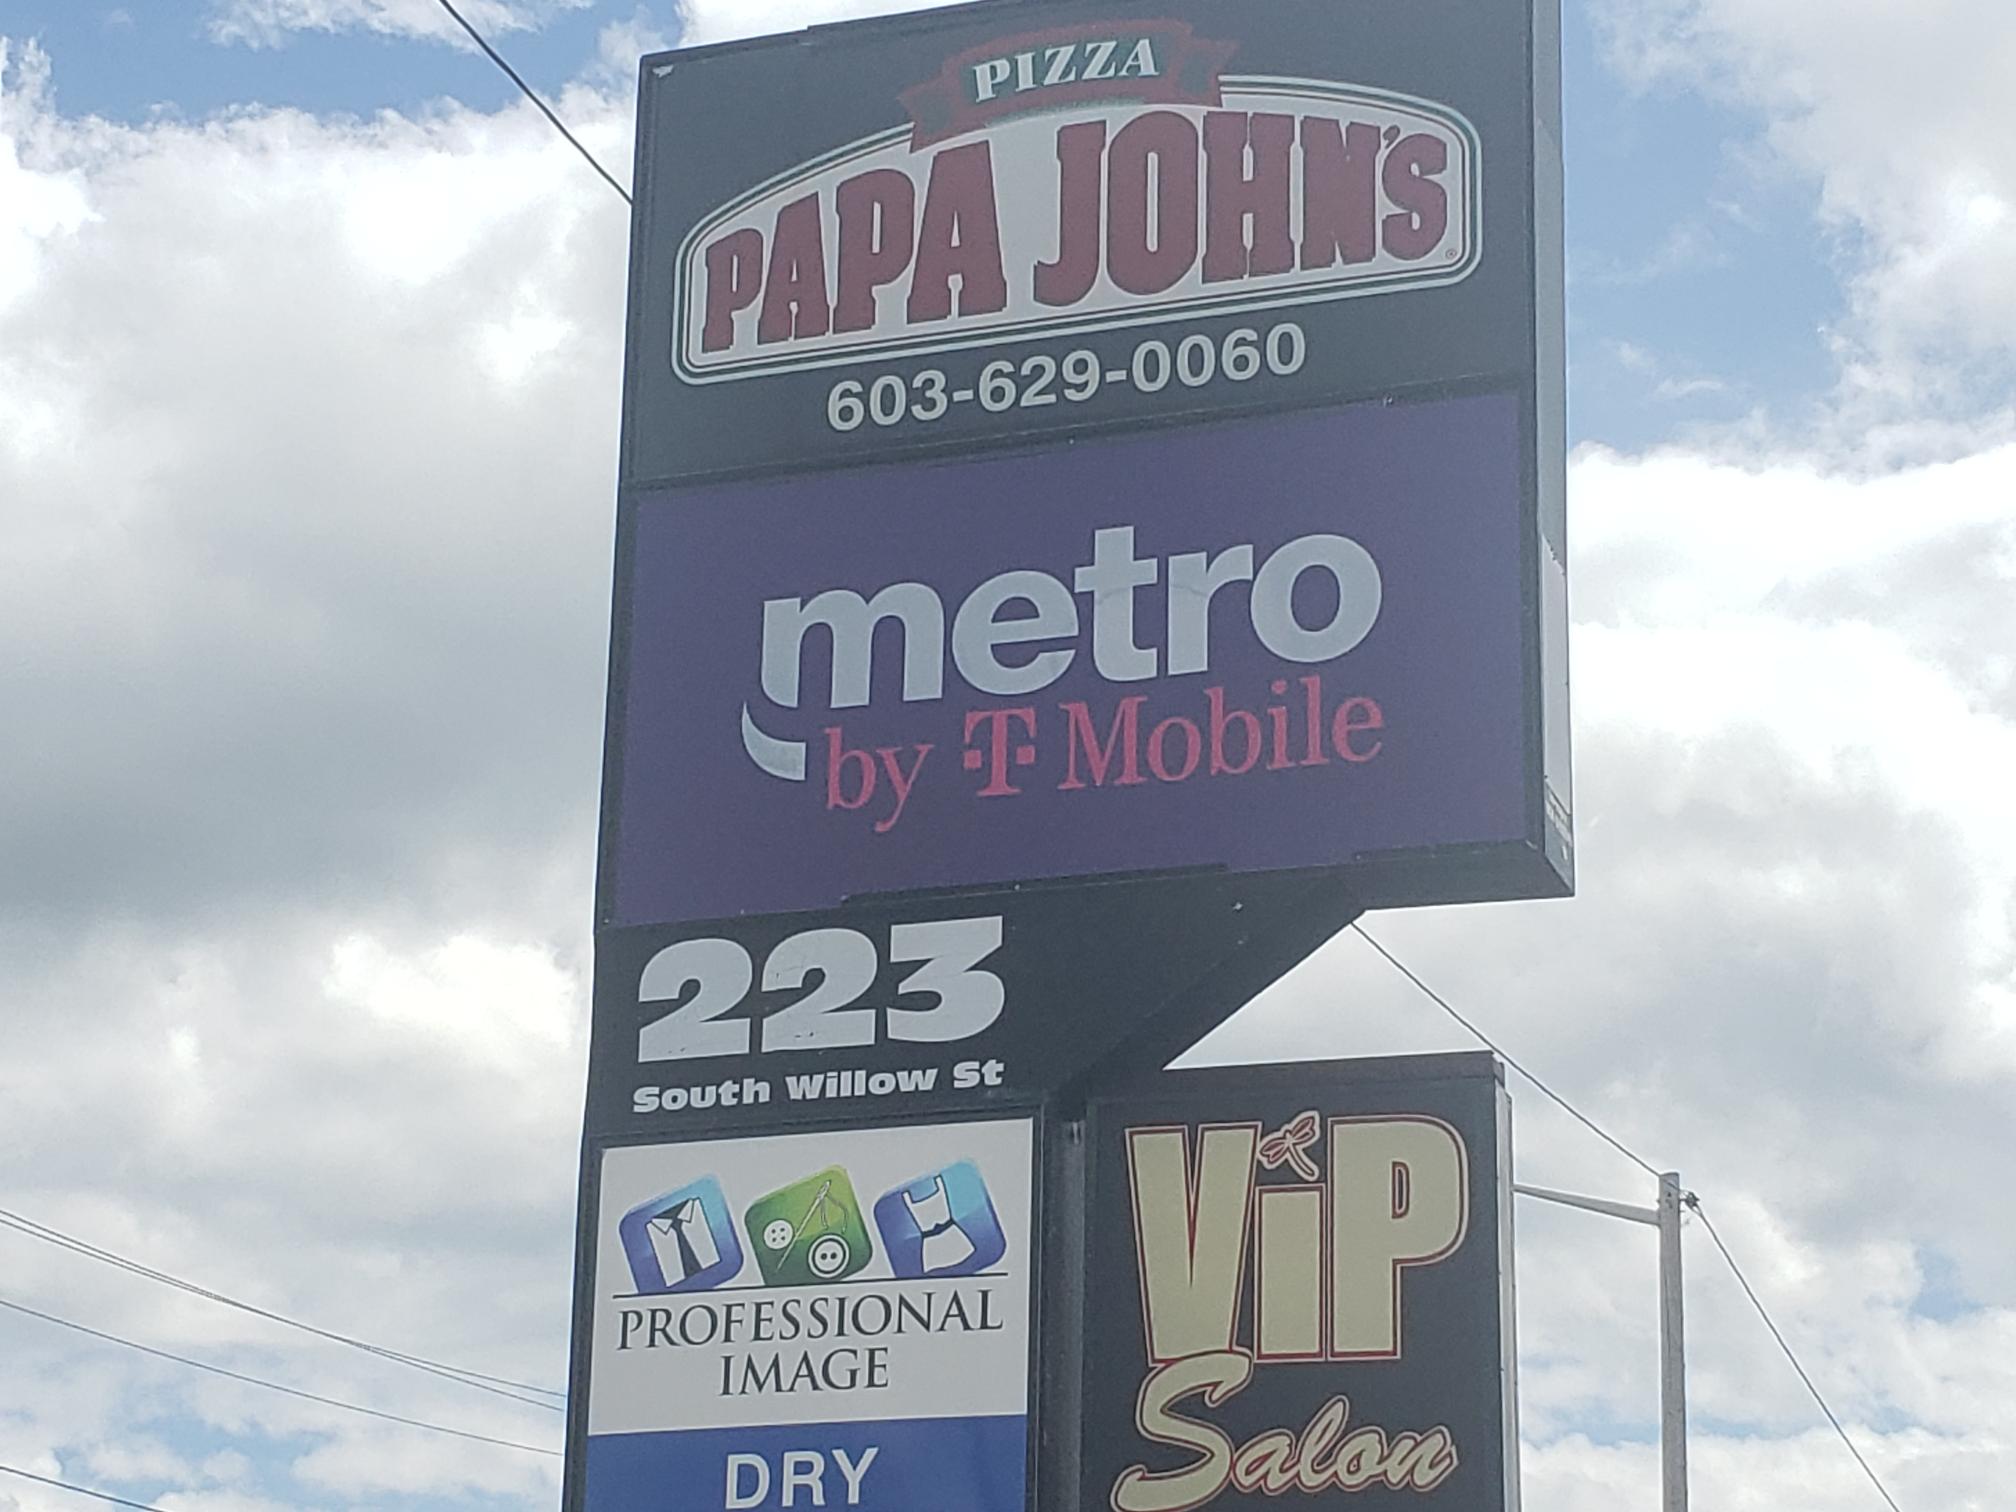 PIZZA
PAPA JOHN'S
603-629-0060
metro
by T Mobile
223
South Willow St
PROFESSIONAL
IMAGE
DRY
ViP
Salon